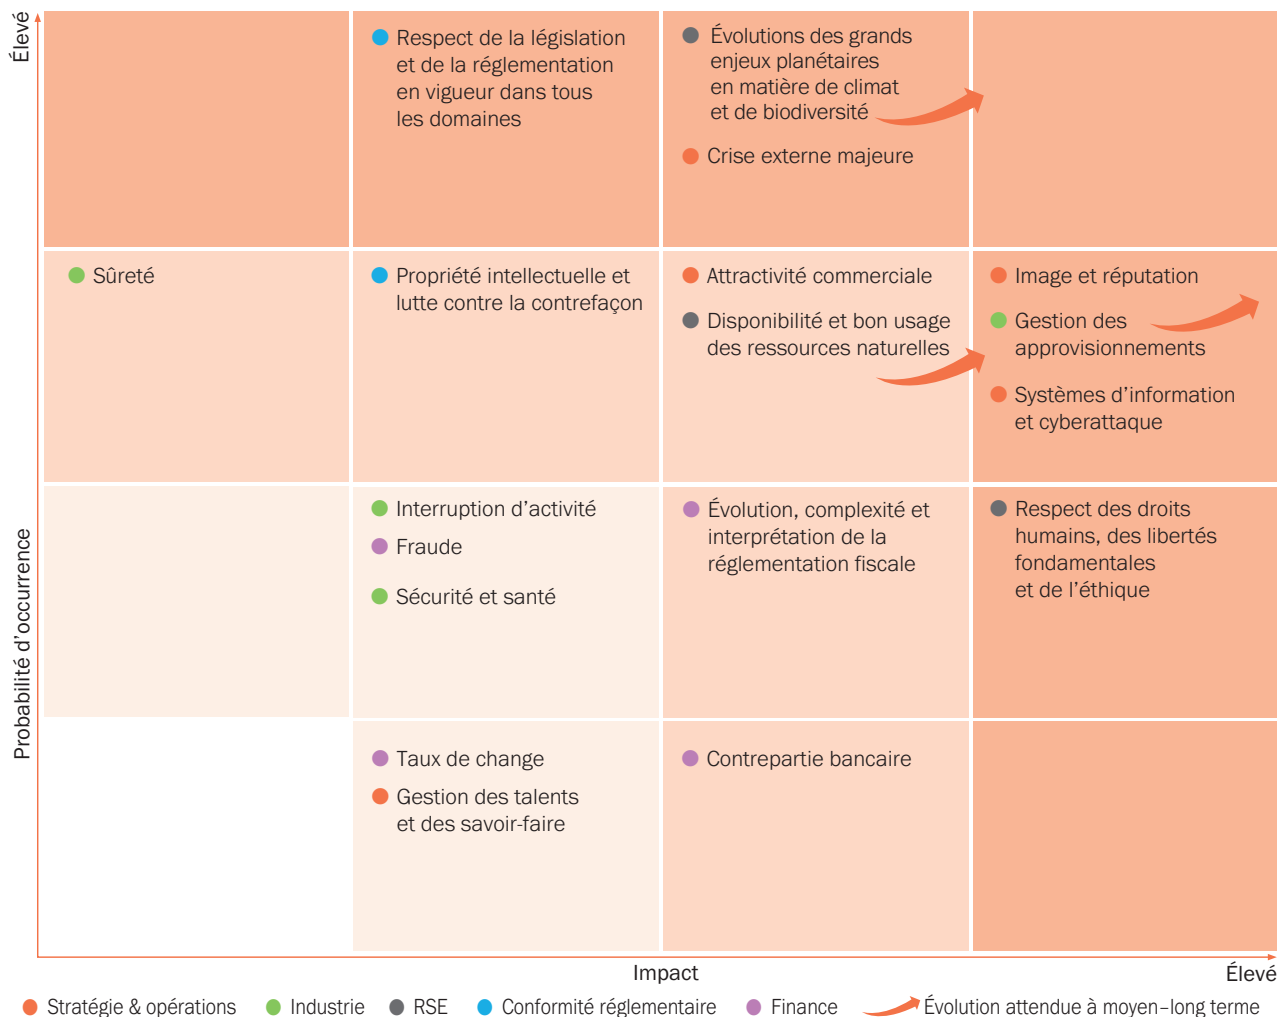 Élevé
Respect de la législation
et de la réglementation
en vigueur dans tous
les domaines
Évolutions des grands
enjeux planétaires
en matière de climat
et de biodiversité
Crise externe majeure
Sûreté
Propriété intellectuelle et
lutte contre la contrefaçon
Attractivité commerciale
Disponibilité et bon usage
des ressources naturelles
Image et réputation
Gestion des
approvisionnements
Systèmes d'information
et cyberattaque
Probabilité d'occurrence
Interruption d'activité
Fraude
Sécurité et santé
Évolution, complexité et
interprétation de la
réglementation fiscale
Respect des droits
humains, des libertés
fondamentales
et de l'éthique
Taux de change
Gestion des talents
et des savoir-faire
Contrepartie bancaire
Impact
Élevé
Stratégie & opérations
Industrie
RSE
Conformité réglementaire
Finance
Évolution attendue à moyen–long terme